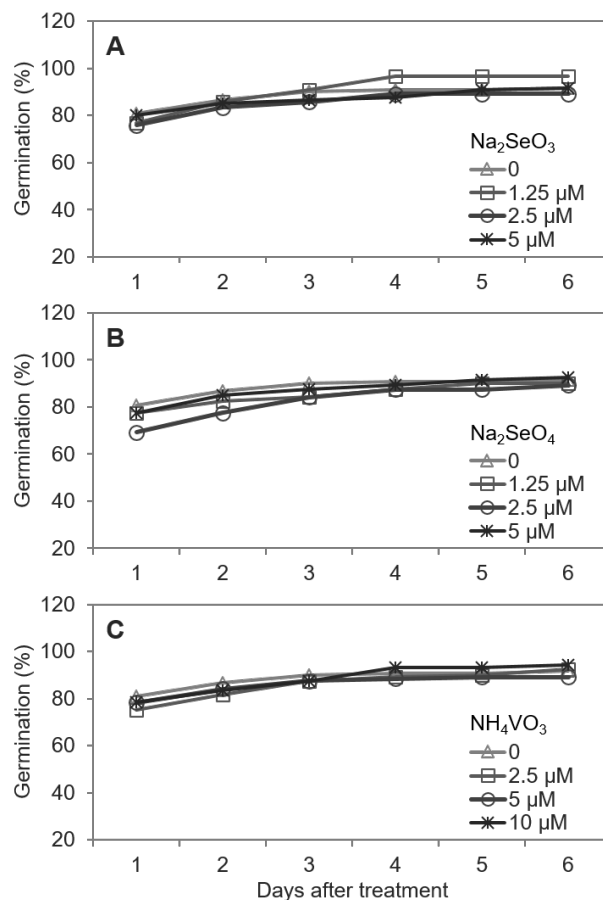 A
Germination (%)
120
100
80
60
40
20
Na₂SeO₃
0
1.25 µM
2.5 µM
5 µM
1 2 3 4 5 6
B
Germination (%)
120
100
80
60
40
20
Na₂SeO₄
0
1.25 µM
2.5 µM
5 µM
1 2 3 4 5 6
C
Germination (%)
120
100
80
60
40
20
NH₄VO₃
0
2.5 µM
5 µM
10 µM
1 2 3 4 5 6
Days after treatment